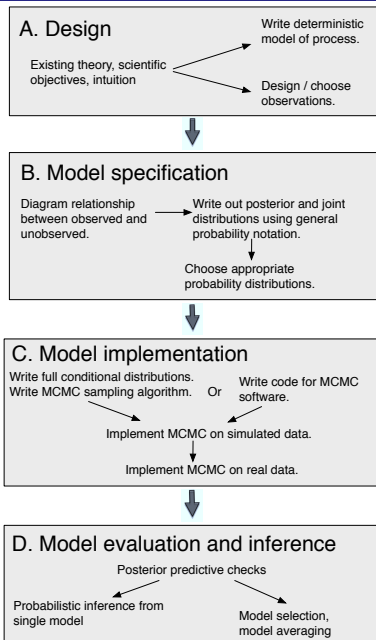 A. Design
Write deterministic
model of process.
Existing theory, scientific
objectives, intuition
Design / choose
observations.
B. Model specification
Diagram relationship
between observed and
unobserved.
Write out posterior and joint
distributions using general
probability notation.
Choose appropriate
probability distributions.
C. Model implementation
Write full conditional distributions.
Write MCMC sampling algorithm.
Or
Write code for MCMC
software.
Implement MCMC on simulated data.
Implement MCMC on real data.
D. Model evaluation and inference
Posterior predictive checks
Probabilistic inference from
single model
Model selection,
model averaging